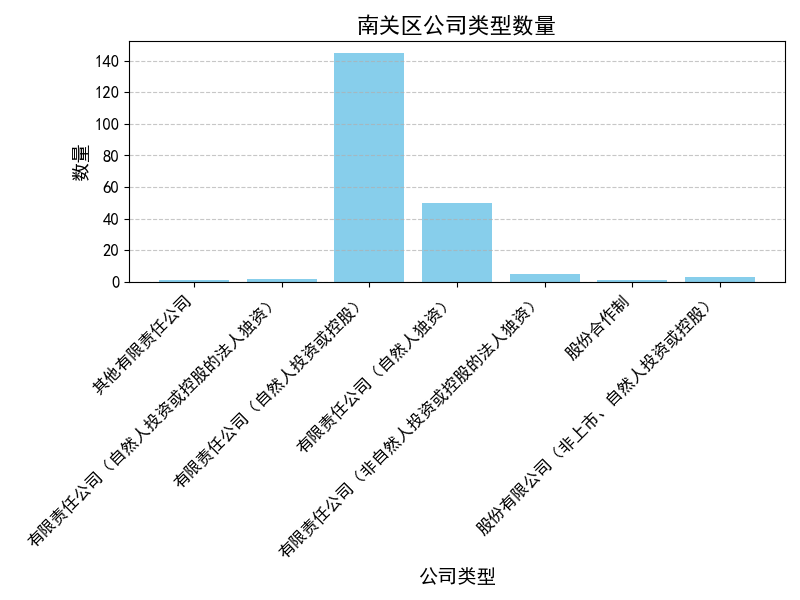 南关区公司类型数量
数量
140
120
100
80
60
40
20
0
其他有限责任公司
有限责任公司（自然人投资或控股的法人独资）
有限责任公司（自然人投资或控股）
有限责任公司（自然人独资）
有限责任公司（非自然人投资或控股的法人独资）
股份合作制
股份有限公司（非上市、自然人投资或控股）
公司类型